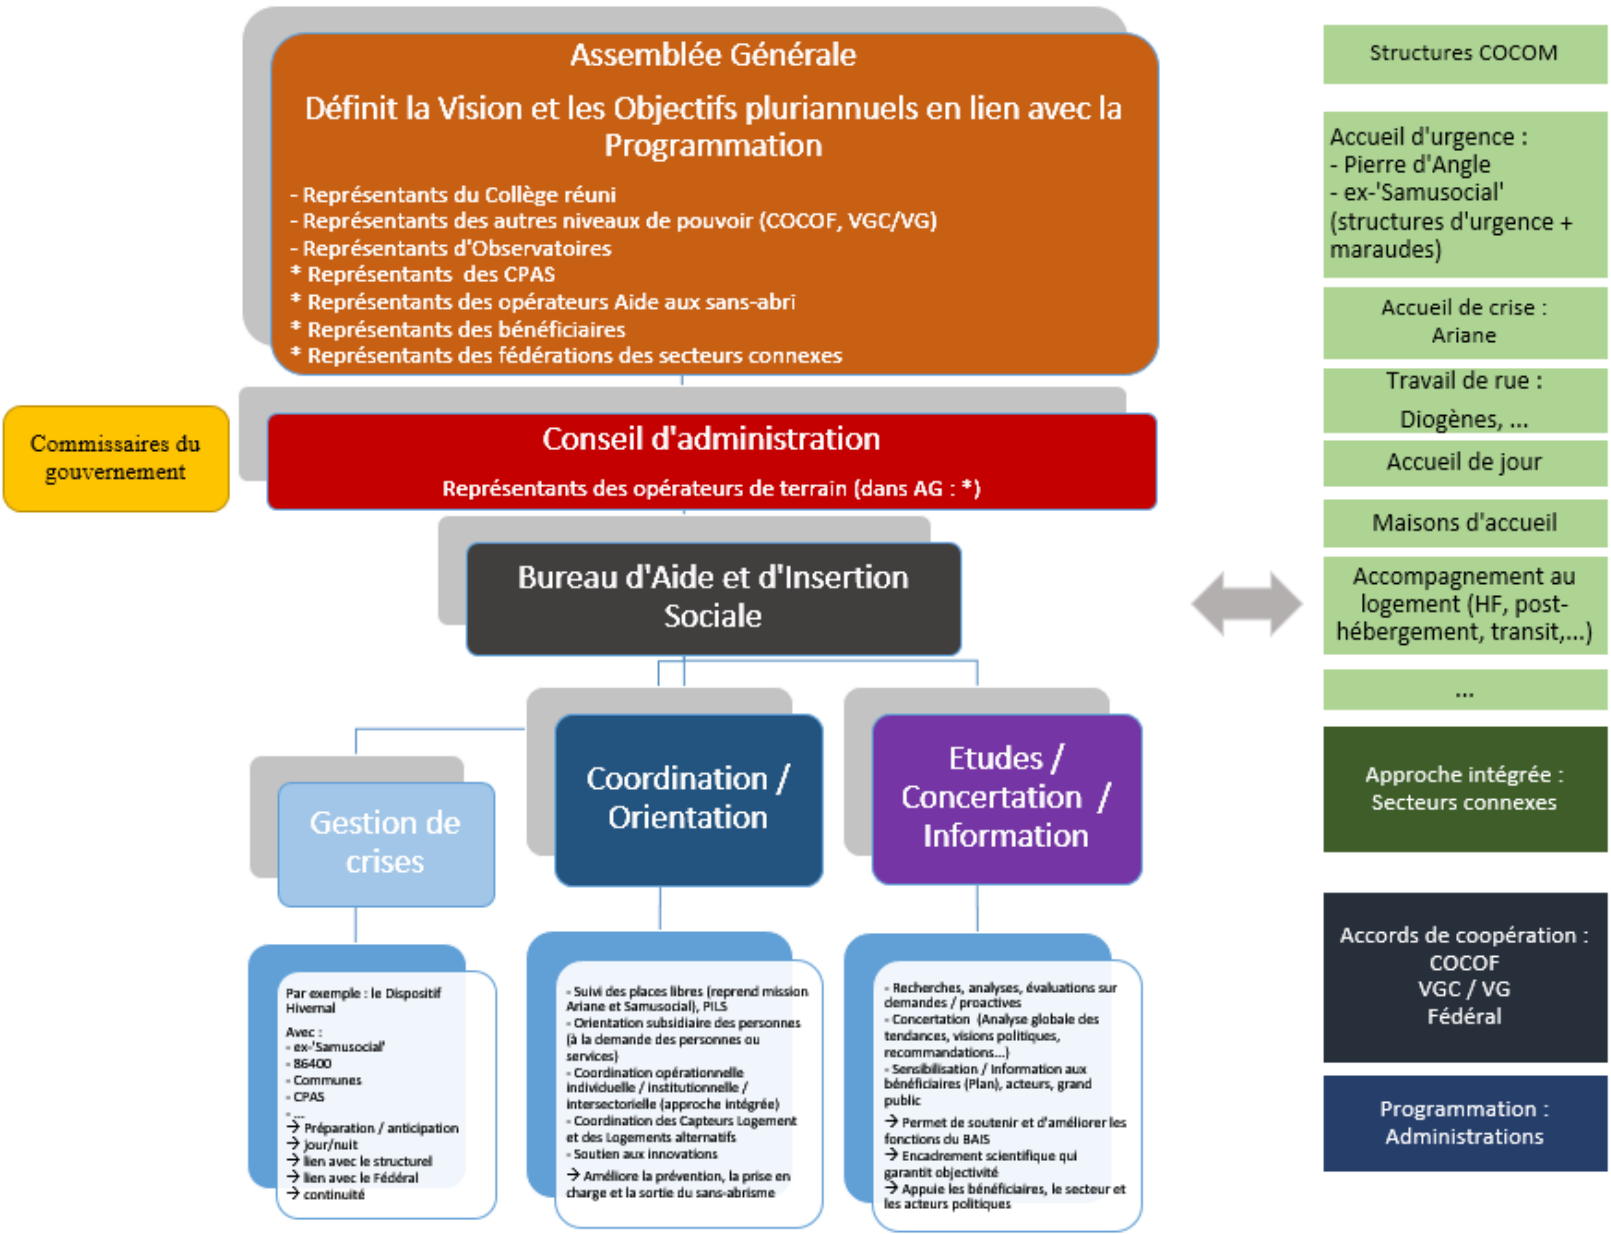 Assemblée Générale
Définit la Vision et les Objectifs pluriannuels en lien avec la
Programmation
- Représentants du Collège réuni
- Représentants des autres niveaux de pouvoir (COCOF, VGC/VG)
- Représentants d'Observatoires
* Représentants des CPAS
* Représentants des opérateurs Aide aux sans-abri
* Représentants des bénéficiaires
* Représentants des fédérations des secteurs connexes
Commissaires du
gouvernement
Conseil d'administration
Représentants des opérateurs de terrain (dans AG : *)
Bureau d'Aide et d'Insertion
Sociale
Gestion de
crises
Coordination /
Orientation
Etudes /
Concertation /
Information
Par exemple : le Dispositif
Hivernal
Avec :
- ex-'Samusocial'
- 86400
- Communes
- CPAS
- ...
→ Préparation / anticipation
→ jour/nuit
→ lien avec le structurel
→ lien avec le Fédéral
→ continuité
- Suivi des places libres (reprend mission
Ariane et Samusocial), PILS
- Orientation subsidiaire des personnes
(à la demande des personnes ou
services)
- Coordination opérationnelle
individuelle / institutionnelle /
intersectorielle (approche intégrée)
- Coordination des Capteurs Logement
et des Logements alternatifs
- Soutien aux innovations
→ Améliore la prévention, la prise en
charge et la sortie du sans-abrisme
- Recherches, analyses, évaluations sur
demandes / proactives
- Concertation (Analyse globale des
tendances, visions politiques,
recommandations...)
- Sensibilisation / Information aux
bénéficiaires (Plan), acteurs, grand
public
→ Permet de soutenir et d'améliorer les
fonctions du BAIS
→ Encadrement scientifique qui
garantit objectivité
→ Appuie les bénéficiaires, le secteur et
les acteurs politiques
Structures COCOM
Accueil d'urgence :
- Pierre d'Angle
- ex-'Samusocial'
(structures d'urgence +
maraudes)
Accueil de crise :
Ariane
Travail de rue :
Diogènes, ...
Accueil de jour
Maisons d'accueil
Accompagnement au
logement (HF, post-
hébergement, transit,...)
...
Approche intégrée :
Secteurs connexes
Accords de coopération :
COCOF
VGC / VG
Fédéral
Programmation :
Administrations